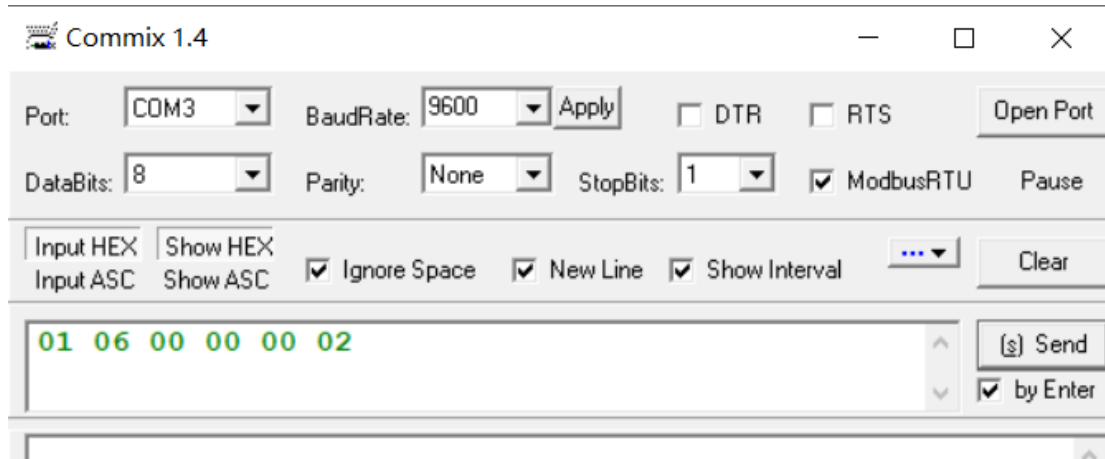 Commix 1.4
Port: COM3 BaudRate: 9600 Apply DTR RTS Open Port
DataBits: 8 Parity: None StopBits: 1 ModbusRTU Pause
Input HEX Show HEX
Input ASC Show ASC Ignore Space New Line Show Interval ... Clear
01 06 00 00 00 02
(s) Send
by Enter